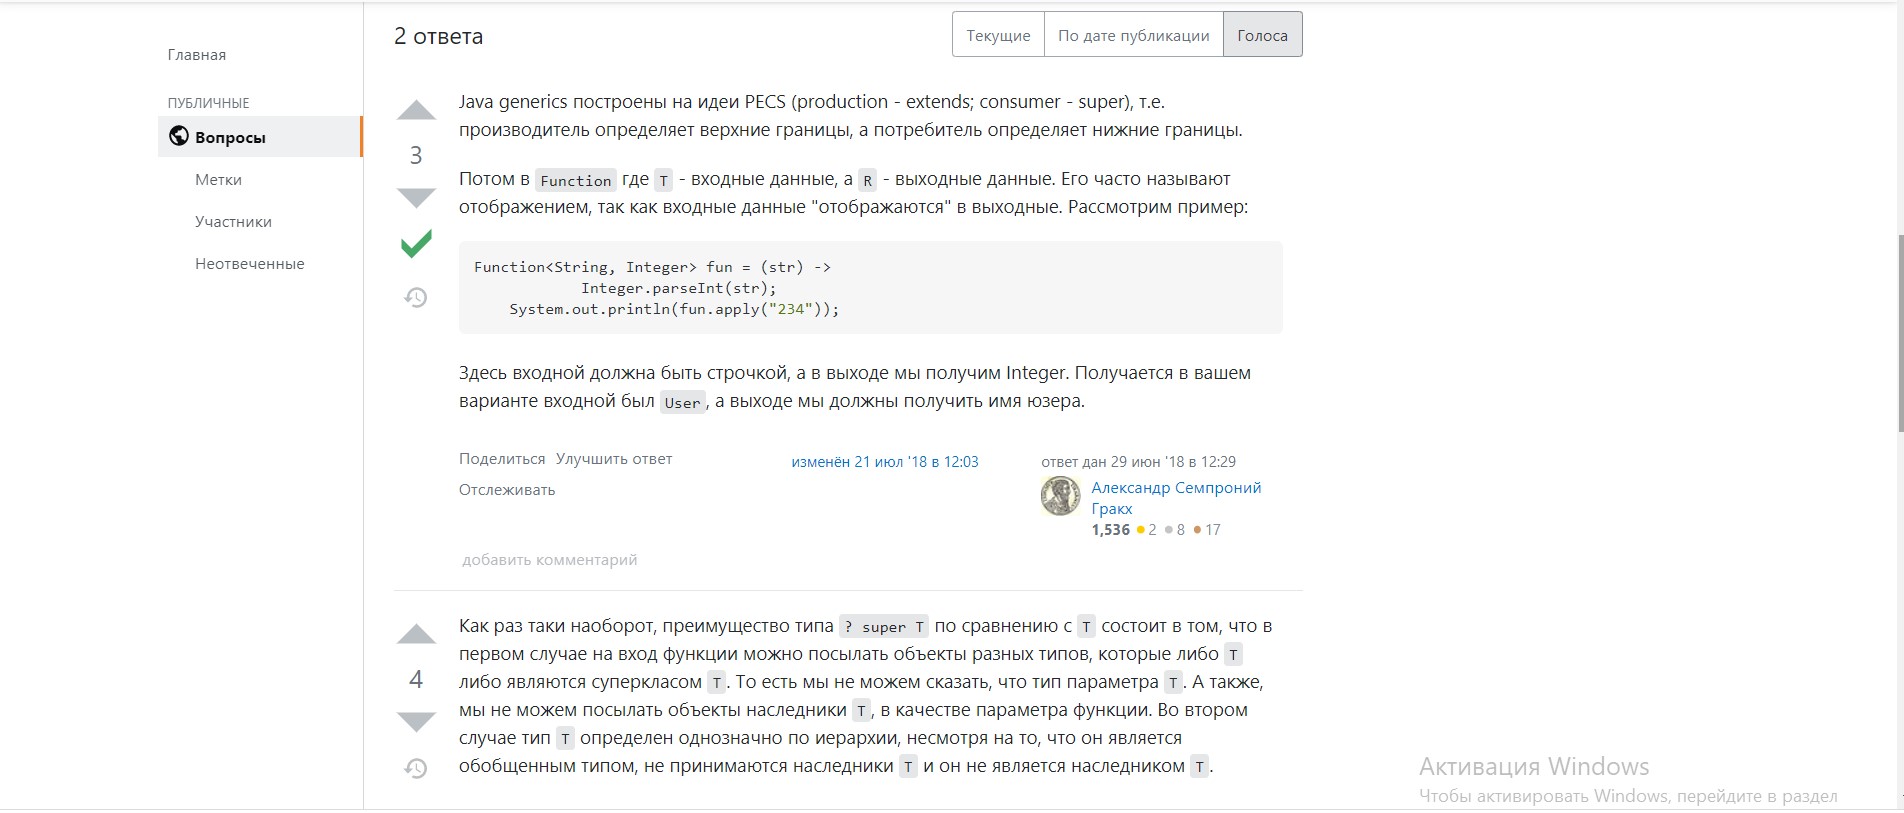 Главная
ПУБЛИЧНЫЕ
Вопросы
Метки
Участники
Неотвеченные
2 ответа
Текущие
По дате публикации
Голоса
3
Java generics построены на идеи PECS (production - extends; consumer - super), т.е.
производитель определяет верхние границы, а потребитель определяет нижние границы.
Потом в Function где T - входные данные, а R - выходные данные. Его часто называют
отображением, так как входные данные "отображаются" в выходные. Рассмотрим пример:
Function<String, Integer> fun = (str) ->
Integer.parseInt(str);
System.out.println(fun.apply("234"));
Здесь входной должна быть строчкой, а в выходе мы получим Integer. Получается в вашем
варианте входной был User, а выходе мы должны получить имя юзера.
Поделиться Улучшить ответ
Отслеживать
изменён 21 июл '18 в 12:03
ответ дан 29 июн '18 в 12:29
Александр Семпроний
Гракх
1,536 2 8 17
добавить комментарий
4
Как раз таки наоборот, преимущество типа ? super T по сравнению с T состоит в том, что в
первом случае на вход функции можно посылать объекты разных типов, которые либо T
либо являются суперкласом T. То есть мы не можем сказать, что тип параметра T. А также,
мы не можем посылать объекты наследники T, в качестве параметра функции. Во втором
случае тип T определен однозначно по иерархии, несмотря на то, что он является
обобщенным типом, не принимаются наследники T и он не является наследником T.
Активация Windows
Чтобы активировать Windows, перейдите в раздел